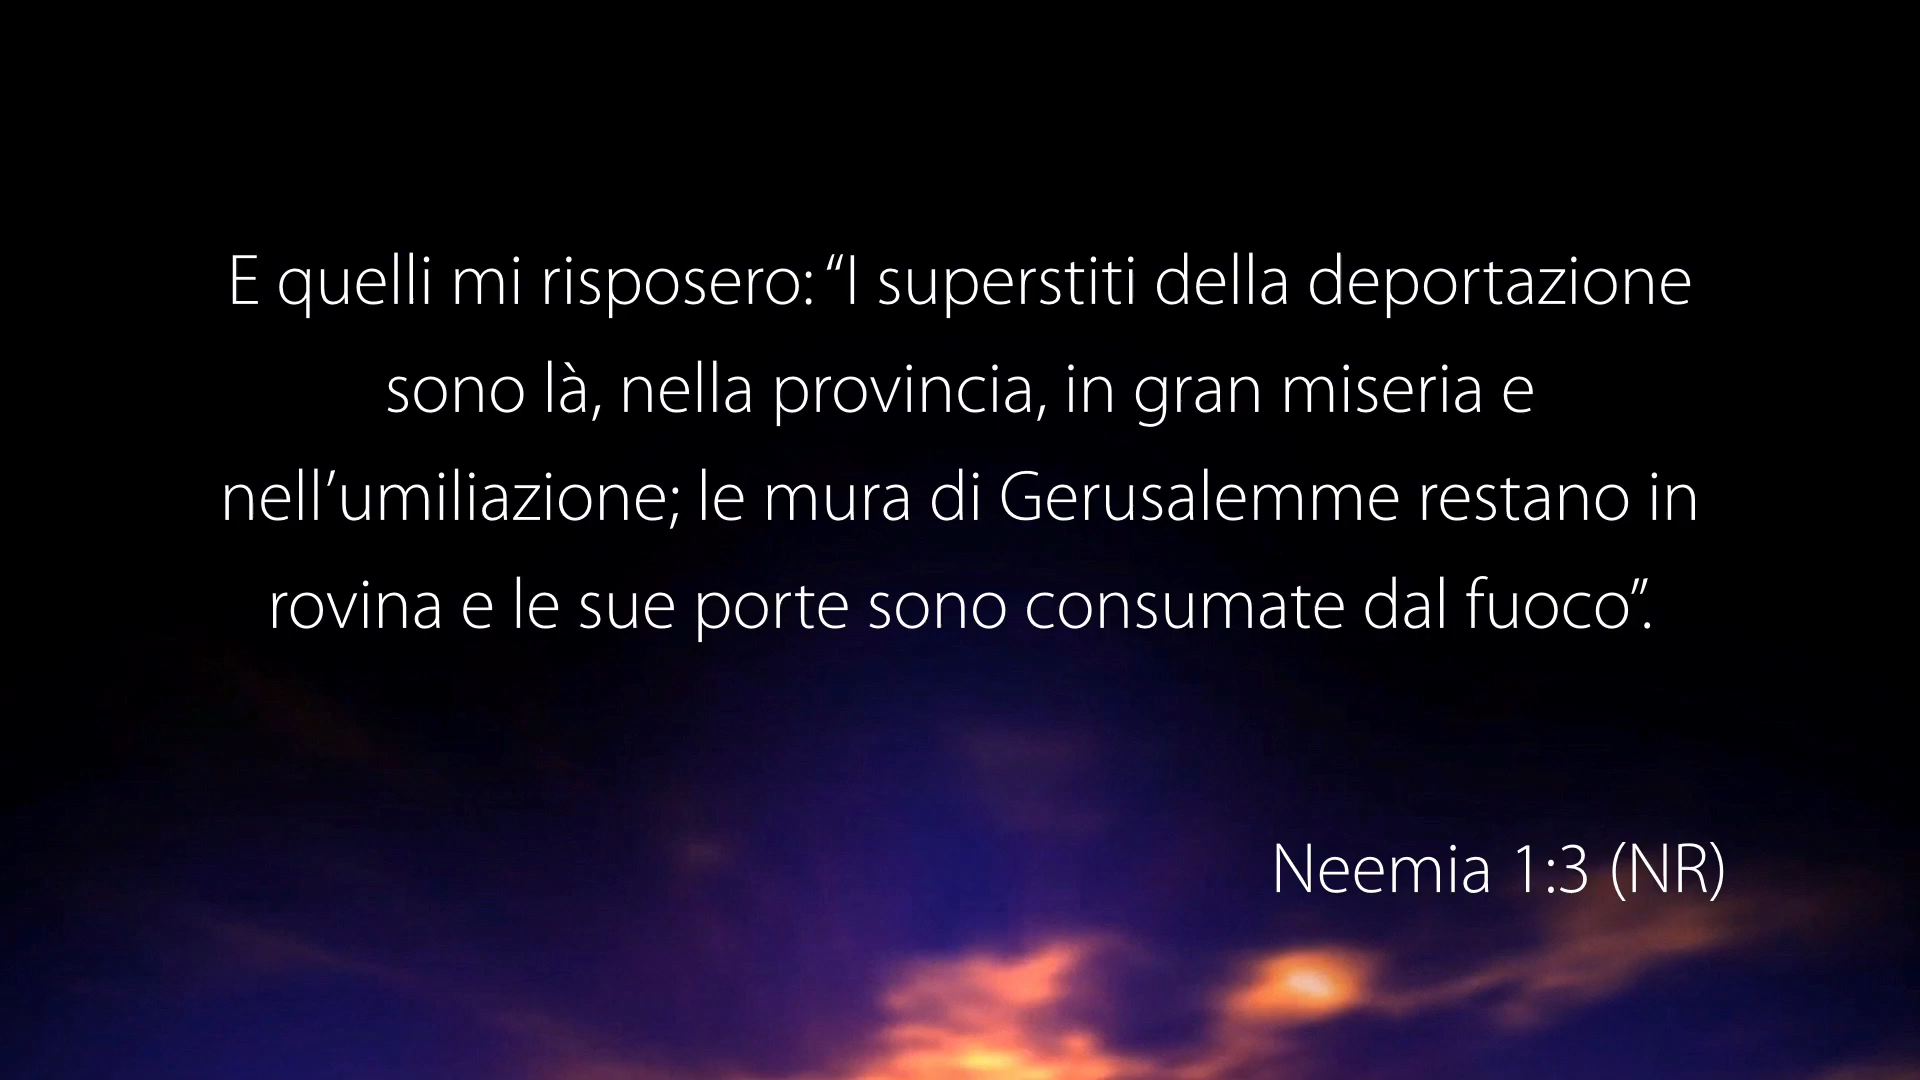 E quelli mi risposero: “I superstiti della deportazione
sono là, nella provincia, in gran miseria e
nell’umiliazione; le mura di Gerusalemme restano in
rovina e le sue porte sono consumate dal fuoco”.
Neemia 1:3 (NR)